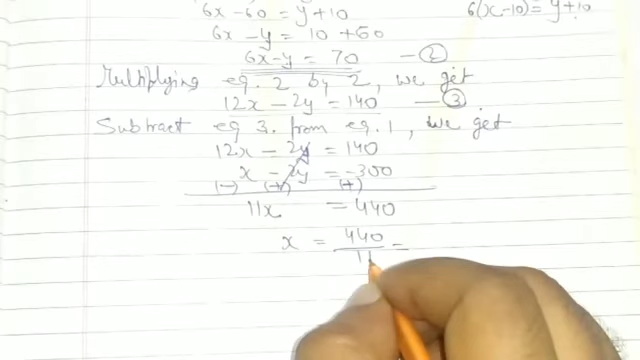 6x - 60 = y + 10
6(x - 10) = y + 10
6x - y = 10 + 60
6x - y = 70 — ②
Multiplying eq. 2 by 2, we get
12x - 2y = 140 — ③
Subtract eq 3. from eq. 1, we get
12x - 2y = 140
x - 2y = -300
(-) (+) (+)
11x = 440
x = 440/11 =